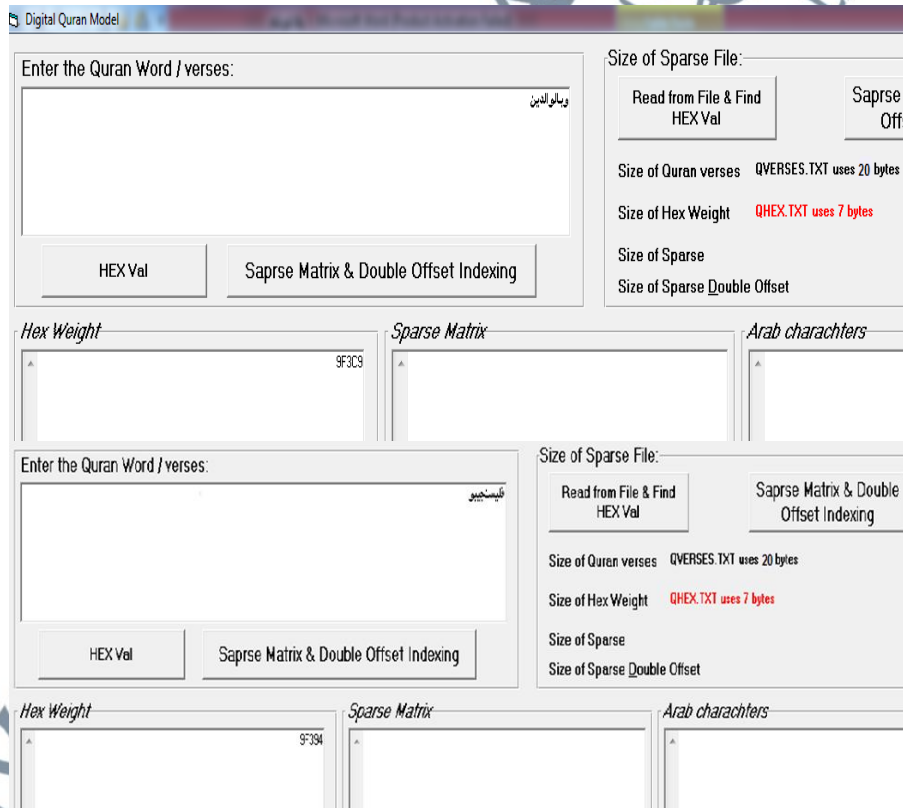 Digital Quran Model
Enter the Quran Word / verses:
وبالوالدين
HEX Val
Saprse Matrix & Double Offset Indexing
Size of Sparse File:
Read from File & Find
HEX Val
Saprse
Off
Size of Quran verses QVERSES.TXT uses 20 bytes
Size of Hex Weight QHEX.TXT uses 7 bytes
Size of Sparse
Size of Sparse Double Offset
Hex Weight
9F3C9
Sparse Matrix
Arab charachters
Enter the Quran Word / verses:
فليستجيبو
HEX Val
Saprse Matrix & Double Offset Indexing
Size of Sparse File:
Read from File & Find
HEX Val
Saprse Matrix & Double
Offset Indexing
Size of Quran verses QVERSES.TXT uses 20 bytes
Size of Hex Weight QHEX.TXT uses 7 bytes
Size of Sparse
Size of Sparse Double Offset
Hex Weight
9F394
Sparse Matrix
Arab charachters